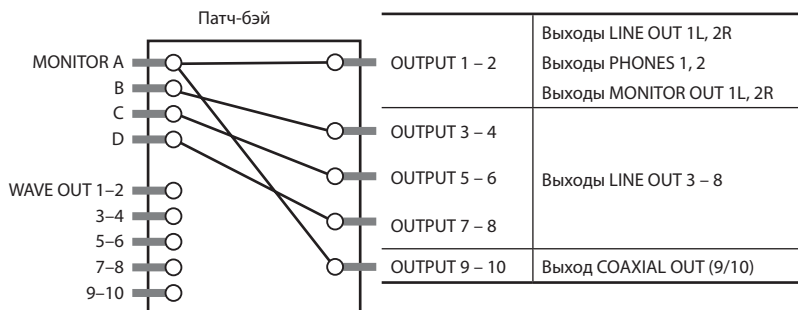 Патч-бэй
MONITOR A
B
C
D
WAVE OUT 1–2
3–4
5–6
7–8
9–10
OUTPUT 1 – 2
Выходы LINE OUT 1L, 2R
Выходы PHONES 1, 2
Выходы MONITOR OUT 1L, 2R
OUTPUT 3 – 4
OUTPUT 5 – 6
OUTPUT 7 – 8
Выходы LINE OUT 3 – 8
OUTPUT 9 – 10
Выход COAXIAL OUT (9/10)